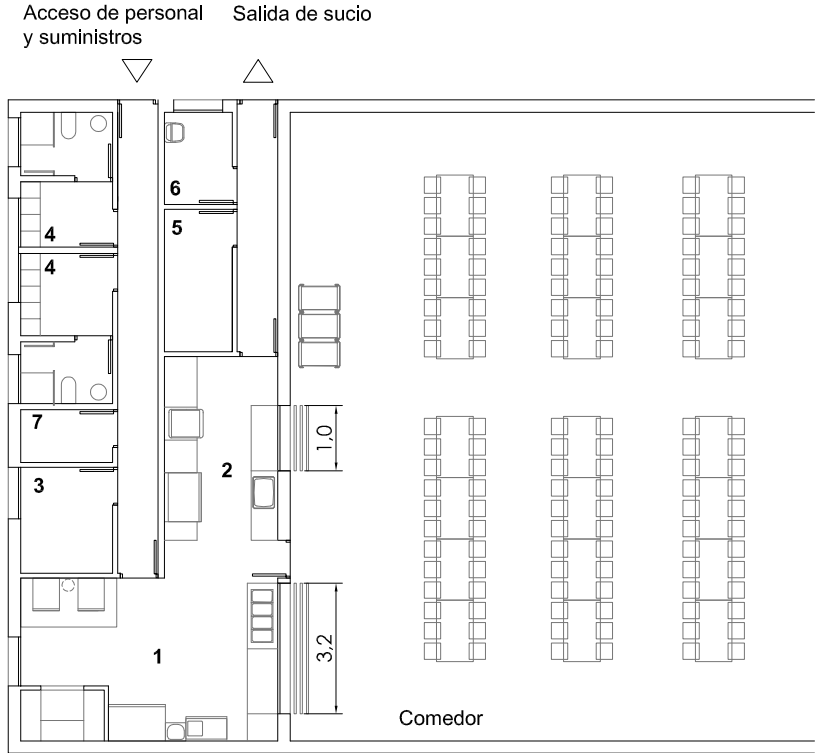 Acceso de personal
y suministros
Salida de sucio
6
5
4
4
7
3
2
1,0
1
3,2
Comedor